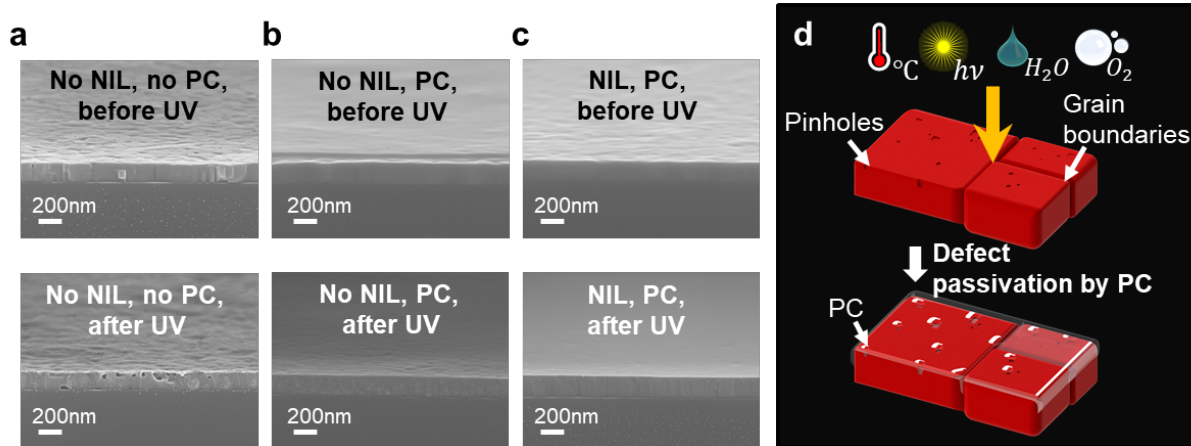 a
No NIL, no PC,
before UV
200nm
b
No NIL, PC,
before UV
200nm
c
NIL, PC,
before UV
200nm
No NIL, no PC,
after UV
200nm
No NIL, PC,
after UV
200nm
NIL, PC,
after UV
200nm
d
°C
hν
H₂O
O₂
Pinholes
Grain
boundaries
Defect
passivation by PC
PC